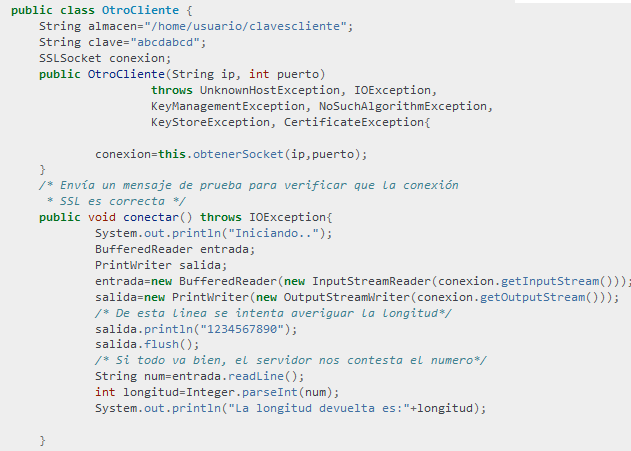 public class OtroCliente {
String almacen="/home/usuario/clavescliente";
String clave="abcdabcd";
SSLSocket conexion;
public OtroCliente(String ip, int puerto)
throws UnknownHostException, IOException,
KeyManagementException, NoSuchAlgorithmException,
KeyStoreException, CertificateException{
conexion=this.obtenerSocket(ip,puerto);
}
/* Envía un mensaje de prueba para verificar que la conexión
* SSL es correcta */
public void conectar() throws IOException{
System.out.println("Iniciando..");
BufferedReader entrada;
PrintWriter salida;
entrada=new BufferedReader(new InputStreamReader(conexion.getInputStream()));
salida=new PrintWriter(new OutputStreamWriter(conexion.getOutputStream()));
/* De esta linea se intenta averiguar la longitud*/
salida.println("1234567890");
salida.flush();
/* Si todo va bien, el servidor nos contesta el numero*/
String num=entrada.readLine();
int longitud=Integer.parseInt(num);
System.out.println("La longitud devuelta es:"+longitud);
}